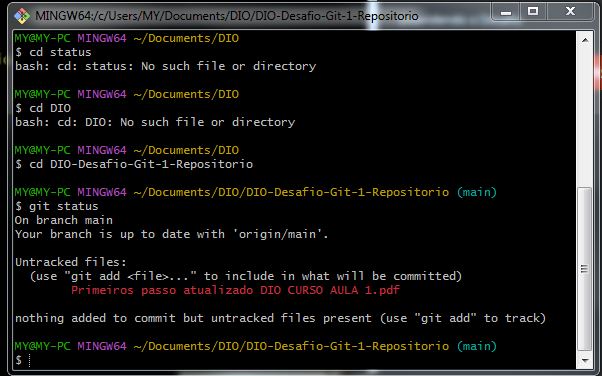 MINGW64:/c/Users/MY/Documents/DIO/DIO-Desafio-Git-1-Repositorio
MY@MY-PC MINGW64 ~/Documents/DIO
$ cd status
bash: cd: status: No such file or directory
MY@MY-PC MINGW64 ~/Documents/DIO
$ cd DIO
bash: cd: DIO: No such file or directory
MY@MY-PC MINGW64 ~/Documents/DIO
$ cd DIO-Desafio-Git-1-Repositorio
MY@MY-PC MINGW64 ~/Documents/DIO/DIO-Desafio-Git-1-Repositorio (main)
$ git status
On branch main
Your branch is up to date with 'origin/main'.
Untracked files:
(use "git add <file>..." to include in what will be committed)
Primeiros passo atualizado DIO CURSO AULA 1.pdf
nothing added to commit but untracked files present (use "git add" to track)
MY@MY-PC MINGW64 ~/Documents/DIO/DIO-Desafio-Git-1-Repositorio (main)
$